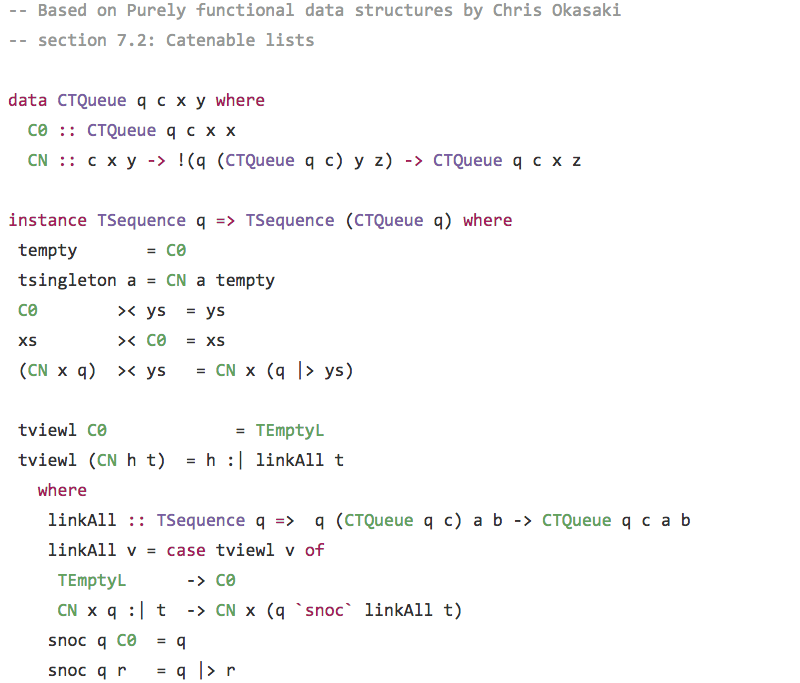 -- Based on Purely functional data structures by Chris Okasaki
-- section 7.2: Catenable lists

data CTQueue q c x y where
  C0 :: CTQueue q c x x
  CN :: c x y -> !(q (CTQueue q c) y z) -> CTQueue q c x z

instance TSequence q => TSequence (CTQueue q) where
 tempty       = C0
 tsingleton a = CN a tempty
 C0        >< ys  = ys
 xs        >< C0  = xs
 (CN x q)  >< ys   = CN x (q |> ys)

 tviewl C0             = TEmptyL
 tviewl (CN h t)  = h :| linkAll t
   where
    linkAll :: TSequence q =>  q (CTQueue q c) a b -> CTQueue q c a b
    linkAll v = case tviewl v of
     TEmptyL      -> C0
     CN x q :| t  -> CN x (q `snoc` linkAll t)
    snoc q C0  = q
    snoc q r   = q |> r